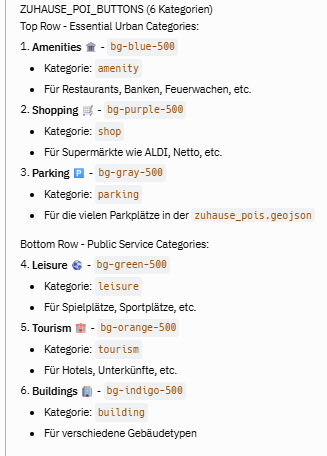 ZUHAUSE_POI_BUTTONS (6 Kategorien)
Top Row - Essential Urban Categories:
1. Amenities 🏛️ - bg-blue-500
• Kategorie: amenity
• Für Restaurants, Banken, Feuerwachen, etc.
2. Shopping 🛒 - bg-purple-500
• Kategorie: shop
• Für Supermärkte wie ALDI, Netto, etc.
3. Parking 🅿️ - bg-gray-500
• Kategorie: parking
• Für die vielen Parkplätze in der zuhause_pois.geojson
Bottom Row - Public Service Categories:
4. Leisure - bg-green-500
• Kategorie: leisure
• Für Spielplätze, Sportplätze, etc.
5. Tourism 🏨 - bg-orange-500
• Kategorie: tourism
• Für Hotels, Unterkünfte, etc.
6. Buildings 🏢 - bg-indigo-500
• Kategorie: building
• Für verschiedene Gebäudetypen